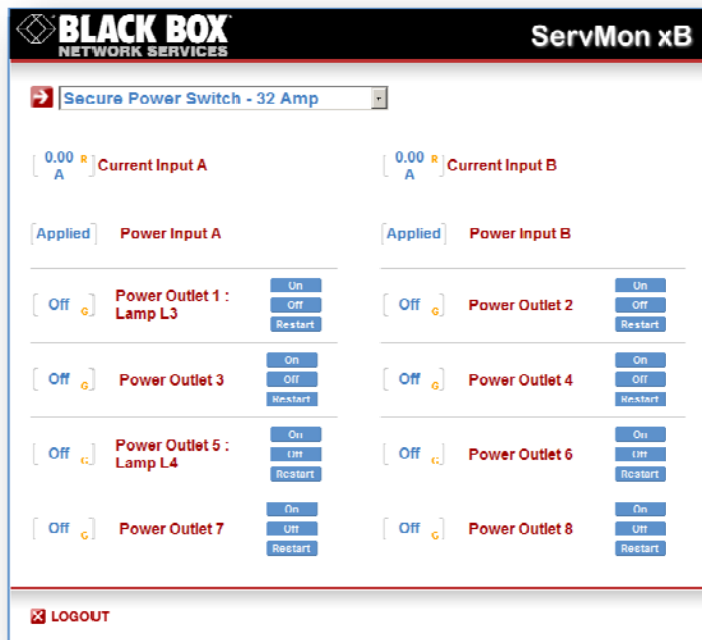 BLACK BOX
NETWORK SERVICES
ServMon xB
Secure Power Switch - 32 Amp
0.00 R
A
Current Input A
0.00 R
A
Current Input B
Applied
Power Input A
Applied
Power Input B
Off G
Power Outlet 1 :
Lamp L3
On
Off
Restart
Off G
Power Outlet 2
On
Off
Restart
Off G
Power Outlet 3
On
Off
Restart
Off G
Power Outlet 4
On
Off
Restart
Off G
Power Outlet 5 :
Lamp L4
On
Off
Restart
Off G
Power Outlet 6
On
Off
Restart
Off G
Power Outlet 7
On
Off
Restart
Off G
Power Outlet 8
On
Off
Restart
LOGOUT